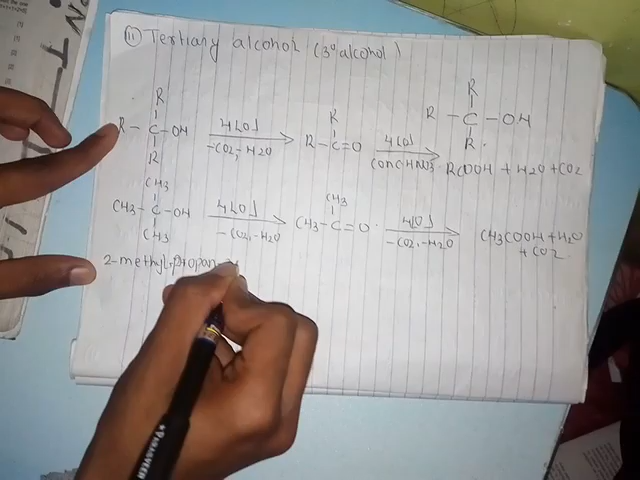 (ii) Tertiary alcohol (3° alcohol)
R
R
R - C - OH
R - C - OH 4[O] R - C = O 4[O]
R
-CO2, -H2O
R
R
conc. HNO3 RCOOH + H2O + CO2
CH3
CH3
CH3 - C - OH 4[O] CH3 - C = O 4[O] CH3COOH + H2O
+ CO2
CH3
-CO2, -H2O
-CO2, -H2O
2-methyl propan
PARAVEEN